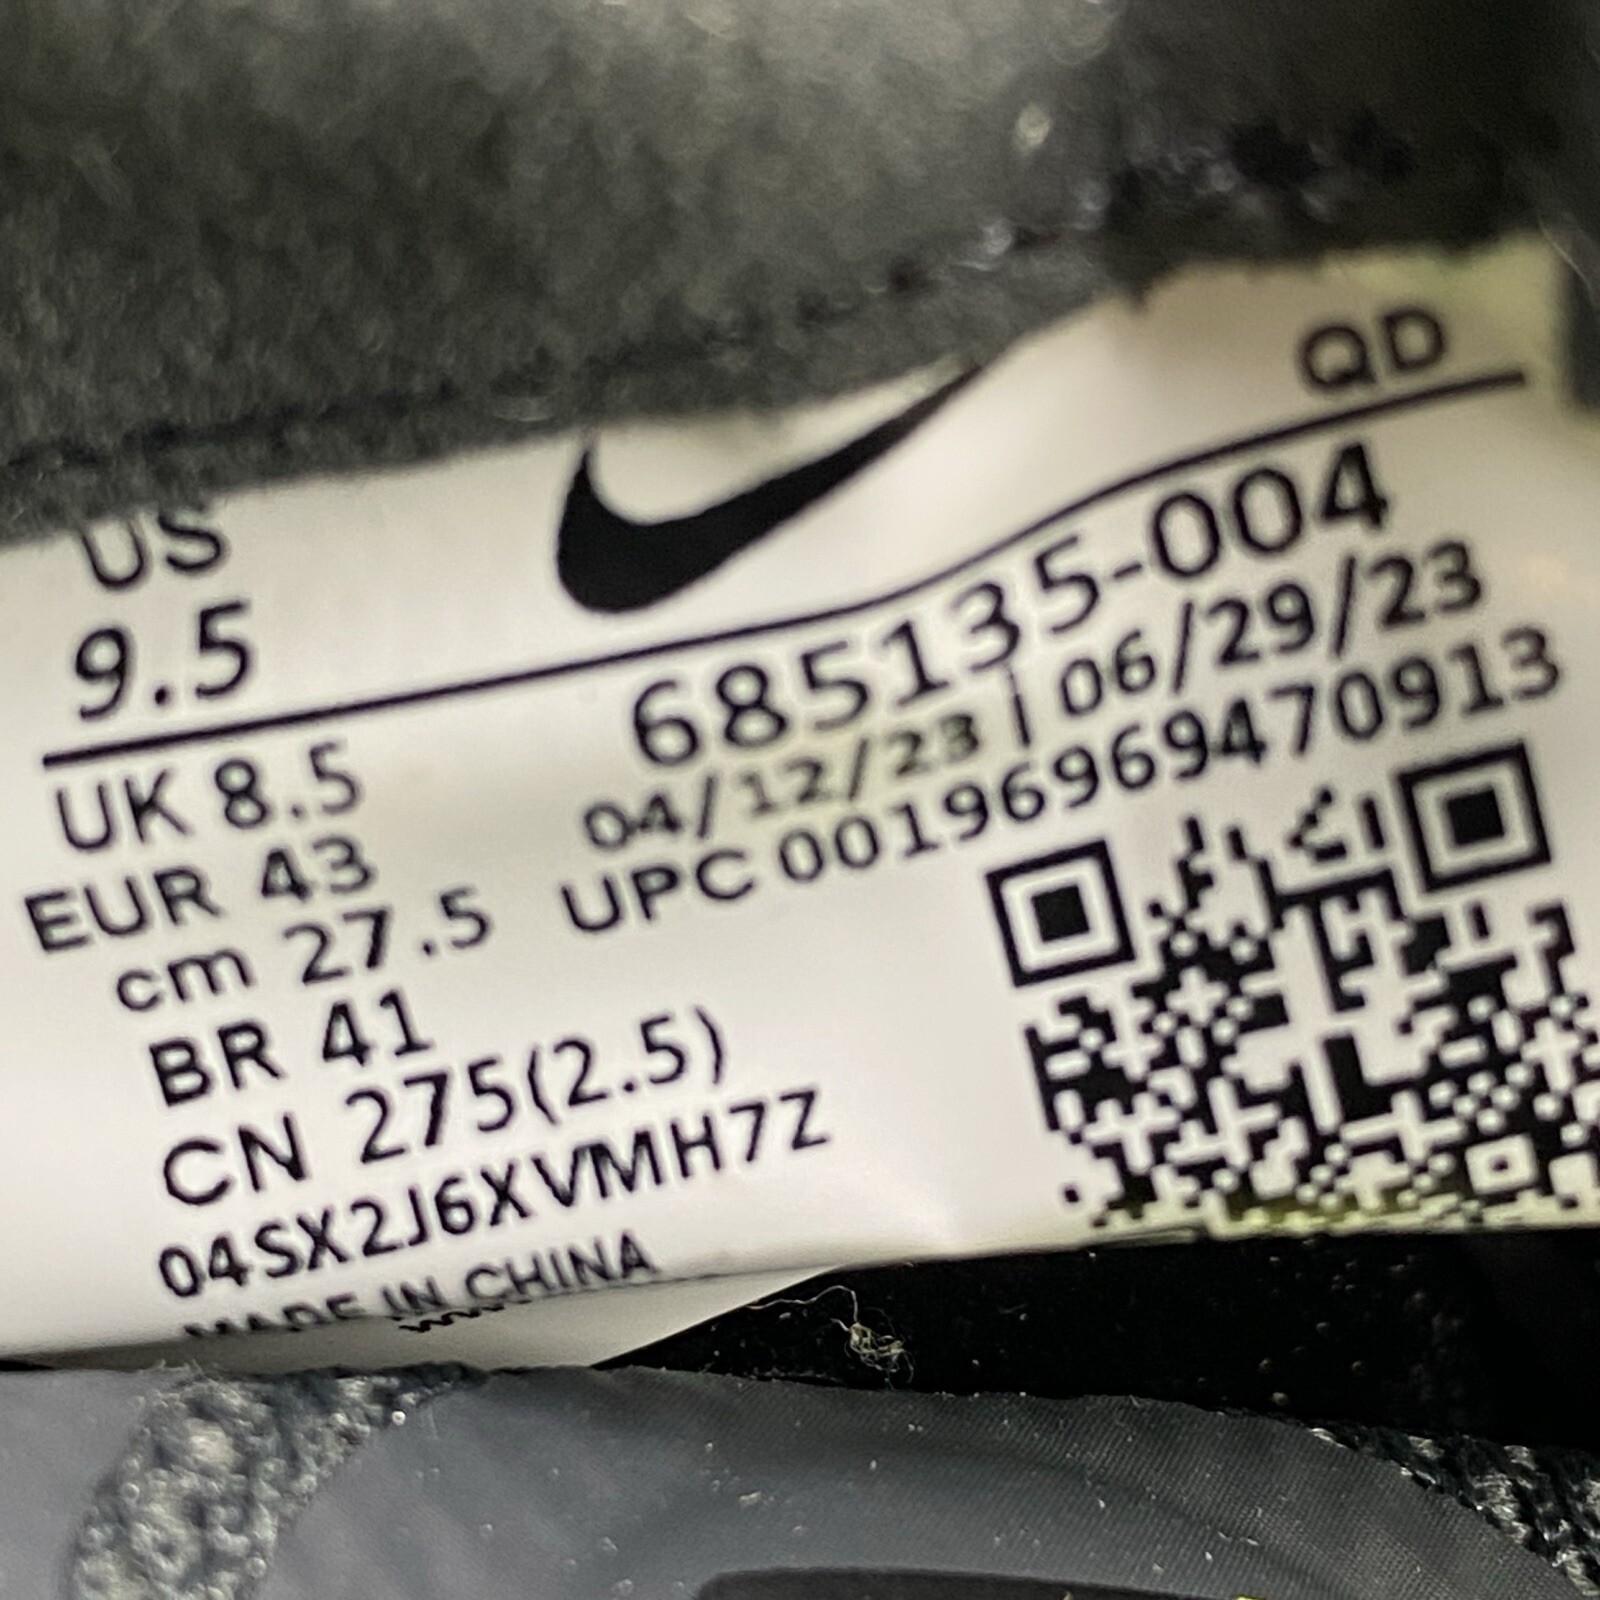 QD
US
9.5
685135-004
04/12/23 | 06/29/23
UPC 00196969470913
UK 8.5
EUR 43
cm 27.5
BR 41
CN 275(2.5)
04SX2J6XVMH7Z
MADE IN CHINA